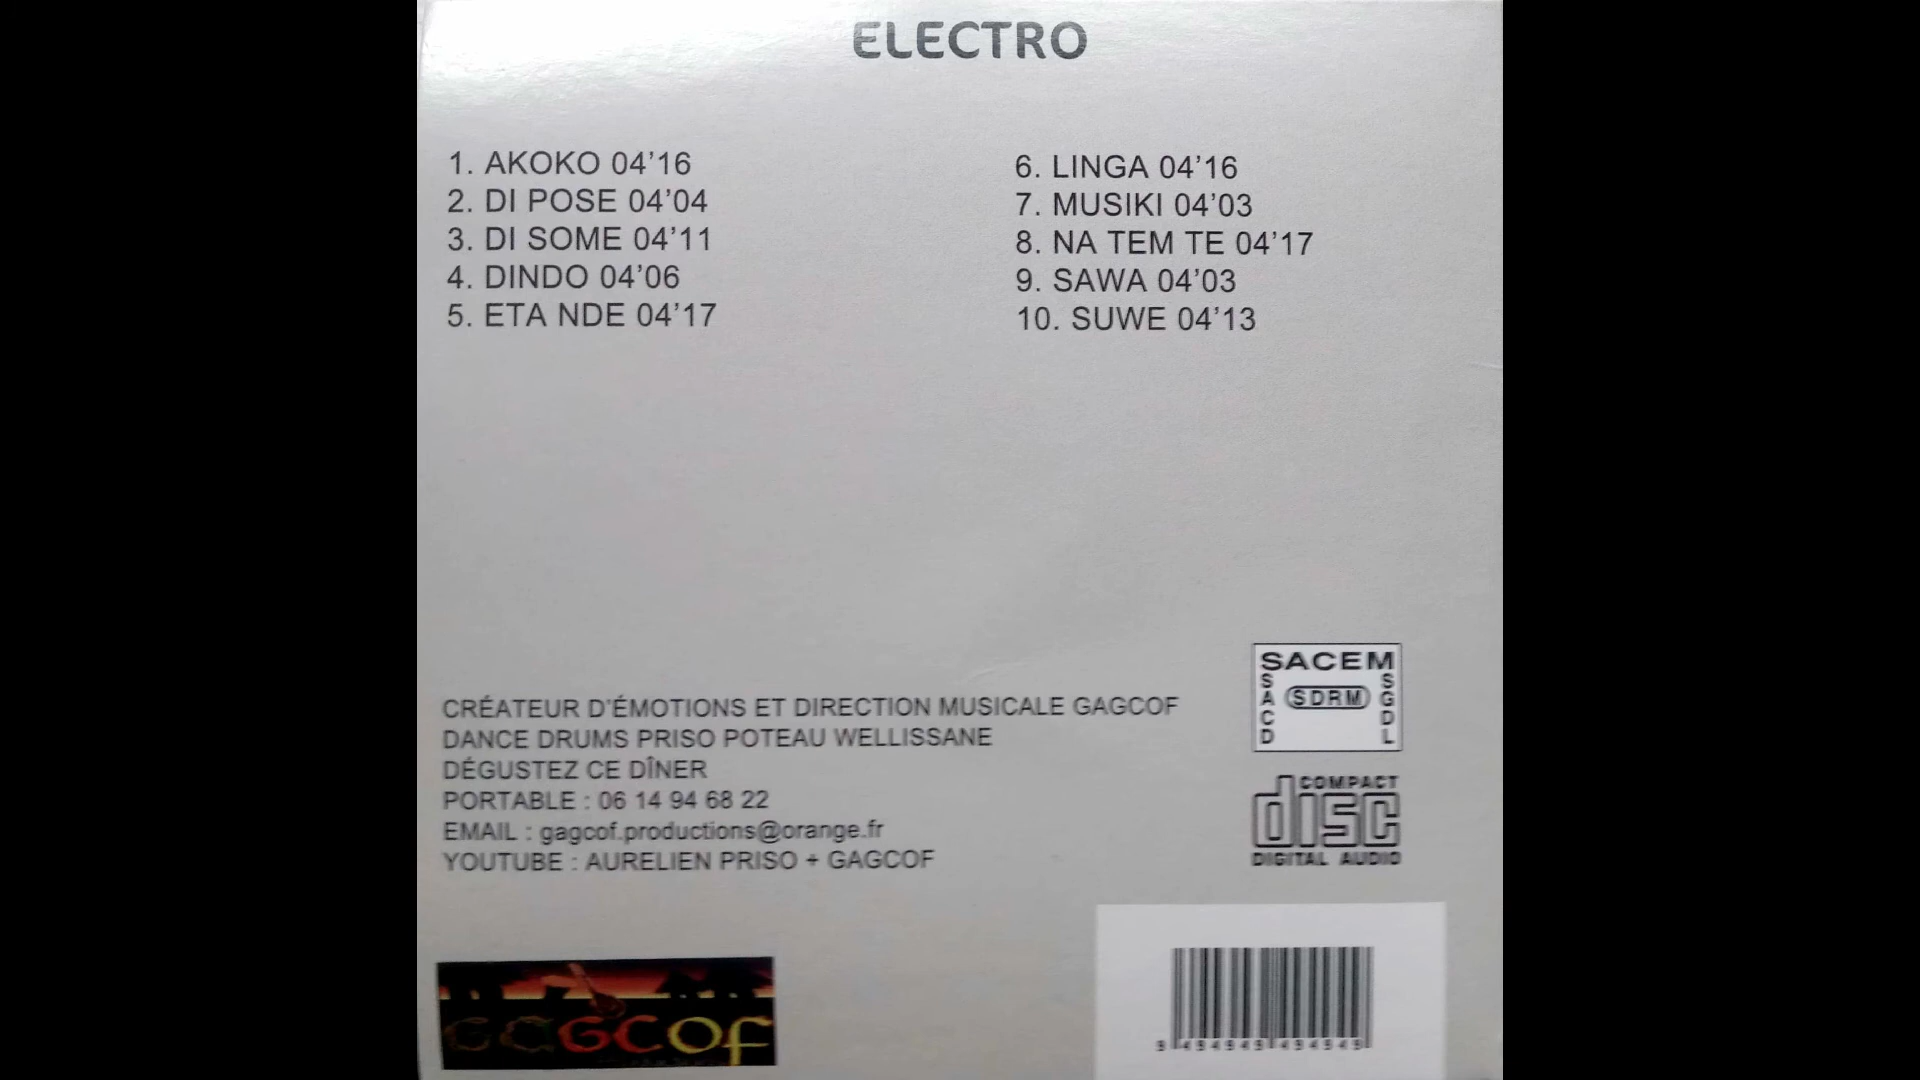 ELECTRO
1. AKOKO 04'16
2. DI POSE 04'04
3. DI SOME 04'11
4. DINDO 04'06
5. ETA NDE 04'17
6. LINGA 04'16
7. MUSIKI 04'03
8. NA TEM TE 04'17
9. SAWA 04'03
10. SUWE 04'13
CRÉATEUR D'ÉMOTIONS ET DIRECTION MUSICALE GAGCOF
DANCE DRUMS PRISO POTEAU WELLISSANE
DÉGUSTEZ CE DÎNER
PORTABLE : 06 14 94 68 22
EMAIL : gagcof.productions@orange.fr
YOUTUBE : AURELIEN PRISO + GAGCOF
SACEM
SACD
SDRM
SGDL
COMPACT
disc
DIGITAL AUDIO
GAGCOF